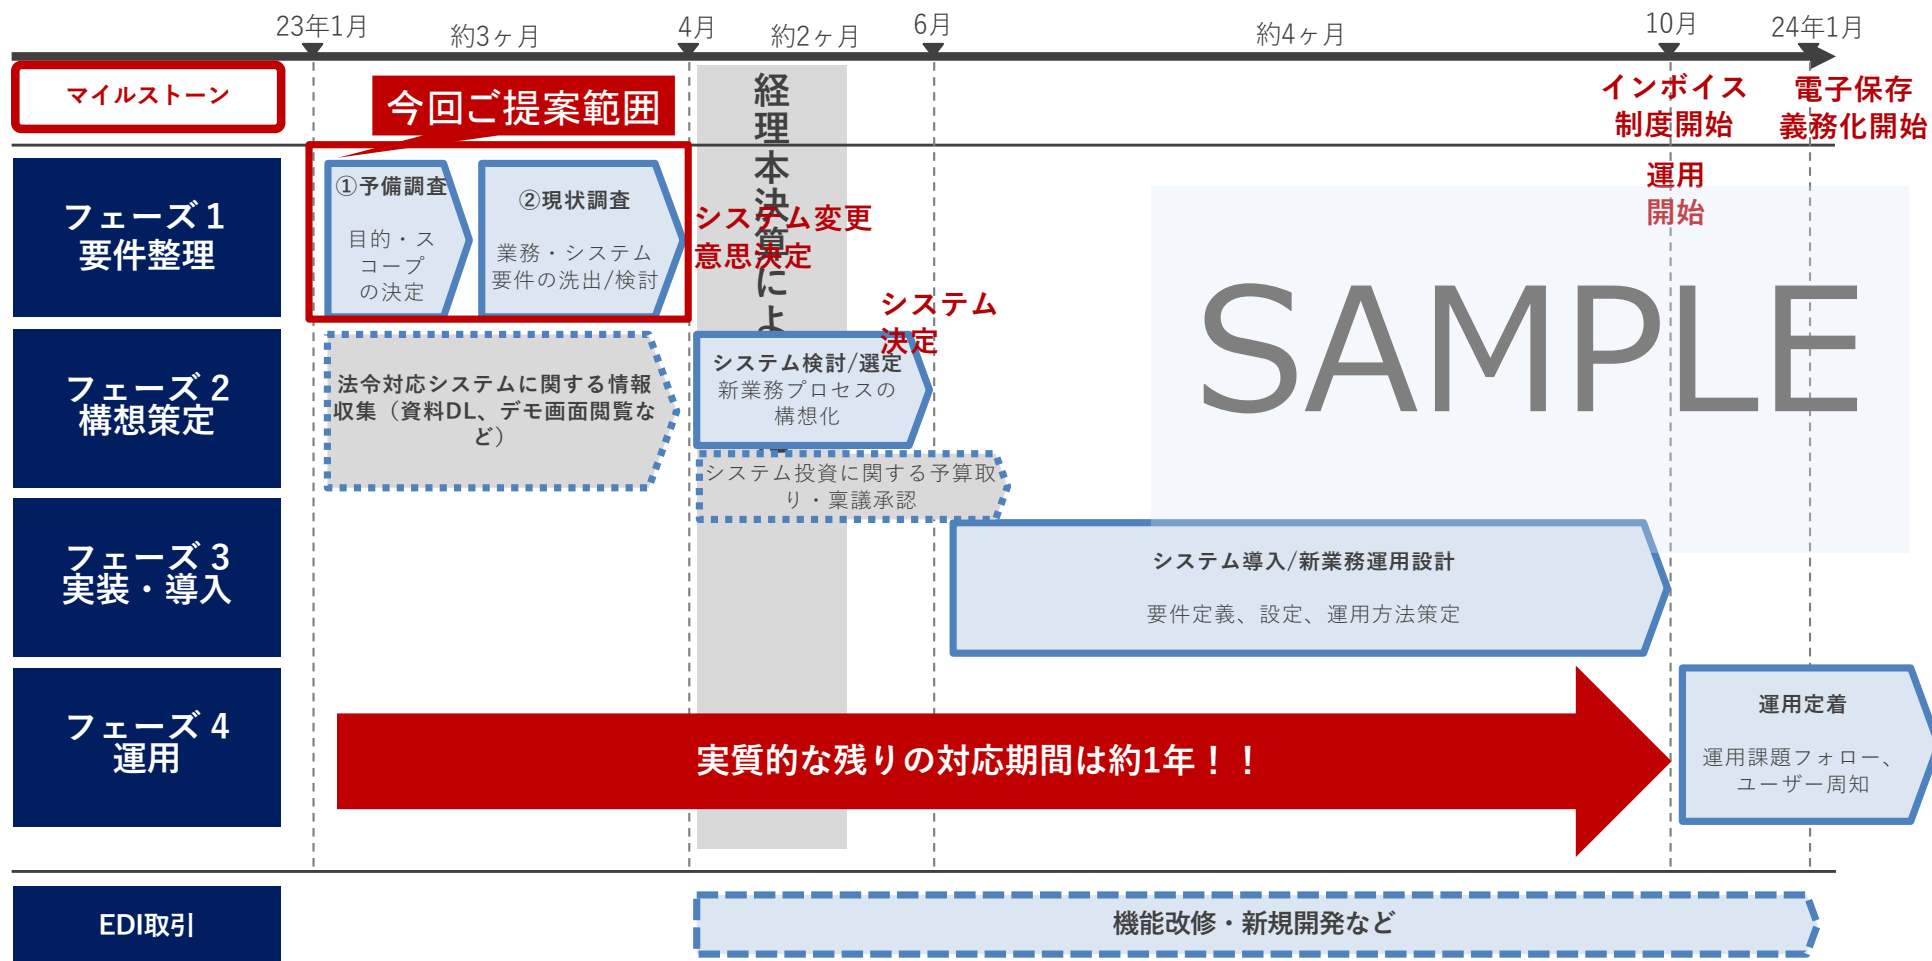 23年1月
約3ヶ月
4月
約2ヶ月
6月
約4ヶ月
10月
24年1月
マイルストーン
今回ご提案範囲
経理本決算によ
インボイス
制度開始
電子保存
義務化開始
運用
開始
フェーズ 1
要件整理
①予備調査
目的・ス
コープ
の決定
②現状調査
業務・システム
要件の洗出/検討
システム変更
意思決定
システム
決定
SAMPLE
フェーズ 2
構想策定
法令対応システムに関する情報
収集（資料DL、デモ画面閲覧な
ど）
システム検討/選定
新業務プロセスの
構想化
システム投資に関する予算取
り・稟議承認
フェーズ 3
実装・導入
システム導入/新業務運用設計
要件定義、設定、運用方法策定
フェーズ 4
運用
実質的な残りの対応期間は約1年！！
運用定着
運用課題フォロー、
ユーザー周知
EDI取引
機能改修・新規開発など